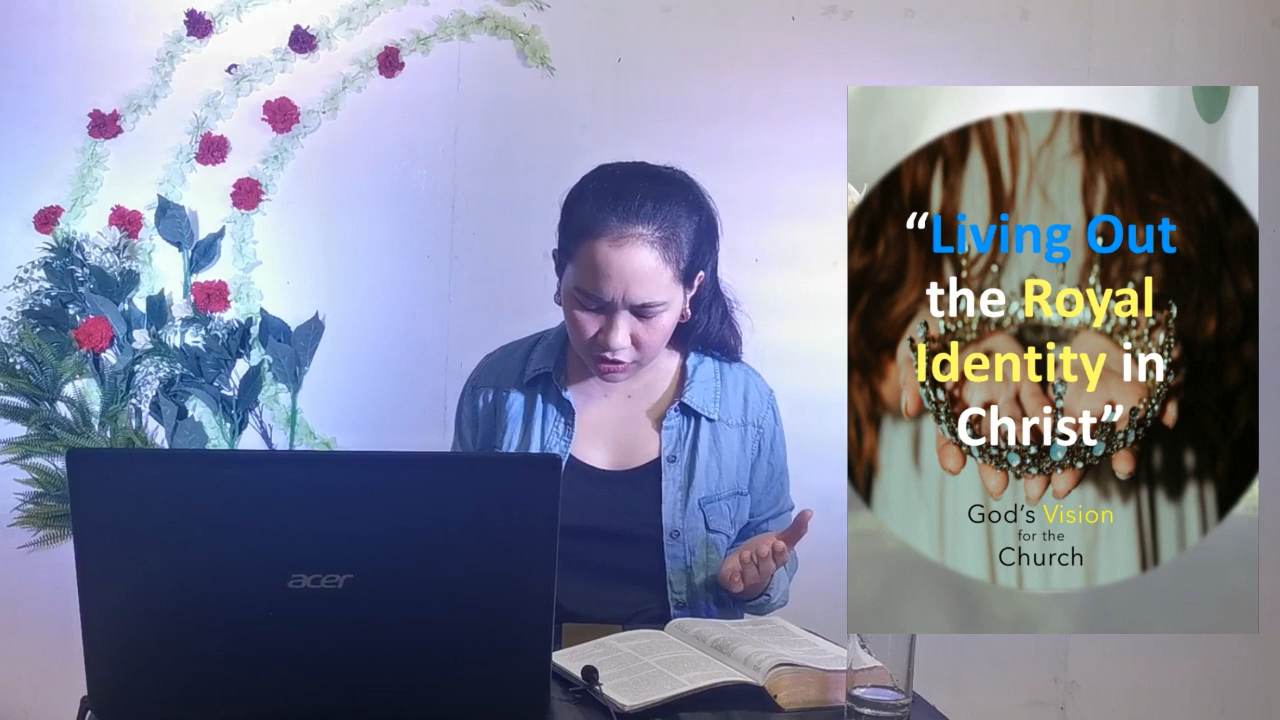 “Living Out
the Royal
Identity in
Christ”
God's Vision
for the
Church
acer